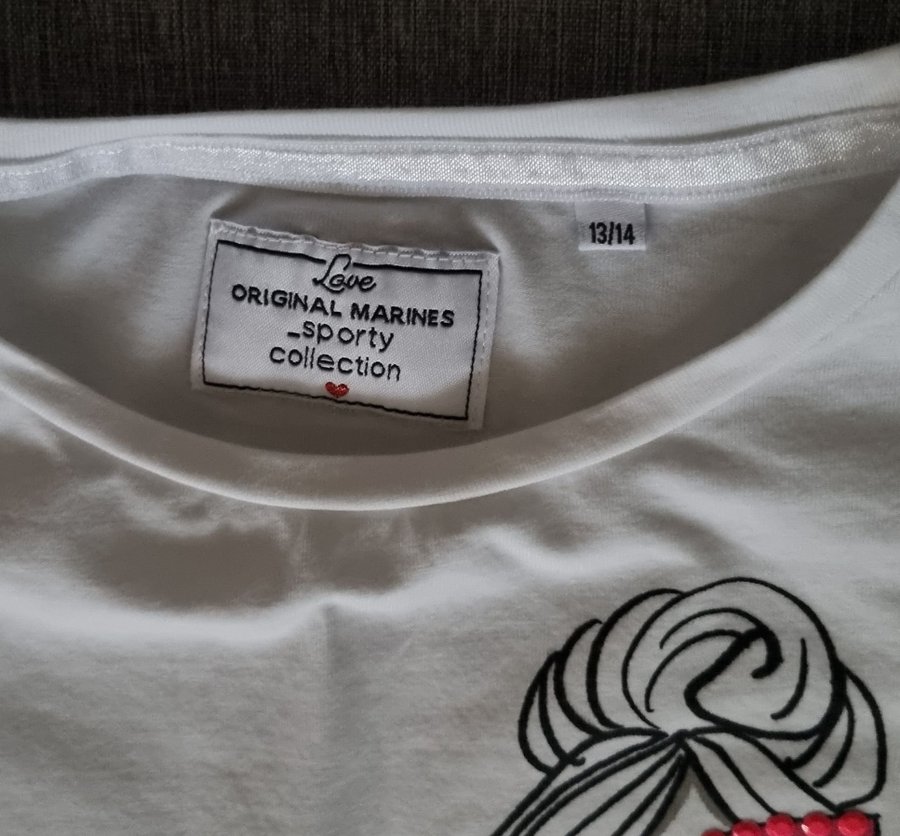 Love
ORIGINAL MARINES
_sporty
collection
13/14